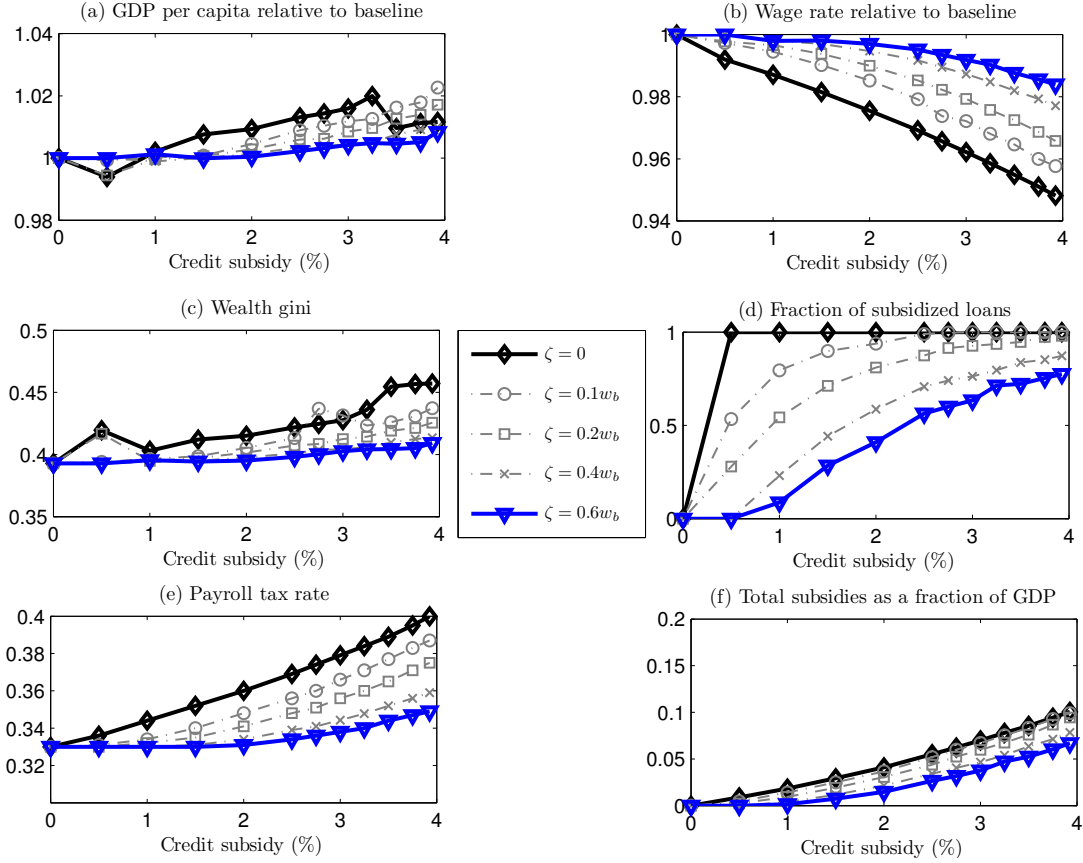 (a) GDP per capita relative to baseline
1.04
1.02
1
0.98
0 1 2 3 4
Credit subsidy (%)
(b) Wage rate relative to baseline
1
0.98
0.96
0.94
0 1 2 3 4
Credit subsidy (%)
(c) Wealth gini
0.5
0.45
0.4
0.35
0 1 2 3 4
Credit subsidy (%)
ζ = 0
ζ = 0.1w_b
ζ = 0.2w_b
ζ = 0.4w_b
ζ = 0.6w_b
(d) Fraction of subsidized loans
1
0.5
0
0 1 2 3 4
Credit subsidy (%)
(e) Payroll tax rate
0.4
0.38
0.36
0.34
0.32
0 1 2 3 4
Credit subsidy (%)
(f) Total subsidies as a fraction of GDP
0.2
0.15
0.1
0.05
0
0 1 2 3 4
Credit subsidy (%)